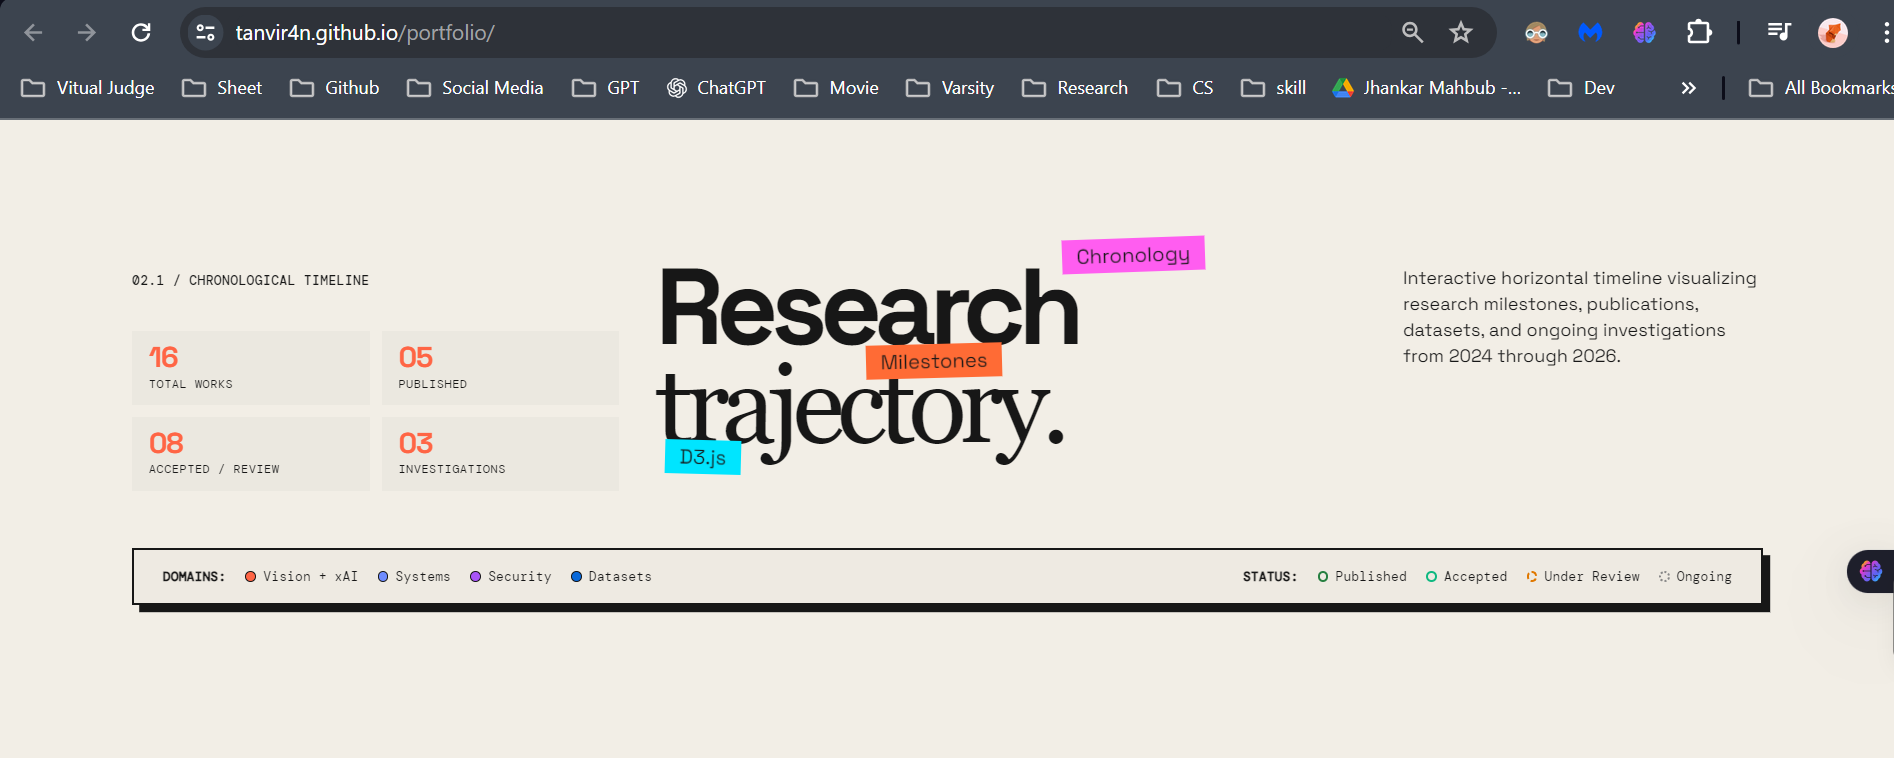 tanvir4n.github.io/portfolio/
Vitual Judge
Sheet
Github
Social Media
GPT
ChatGPT
Movie
Varsity
Research
CS
skill
Jhankar Mahbub -...
Dev
All Bookmarks
02.1 / CHRONOLOGICAL TIMELINE
16
TOTAL WORKS
05
PUBLISHED
08
ACCEPTED / REVIEW
03
INVESTIGATIONS
Chronology
Research
Milestones
trajectory.
D3.js
Interactive horizontal timeline visualizing
research milestones, publications,
datasets, and ongoing investigations
from 2024 through 2026.
DOMAINS: Vision + xAI Systems Security Datasets
STATUS: Published Accepted Under Review Ongoing